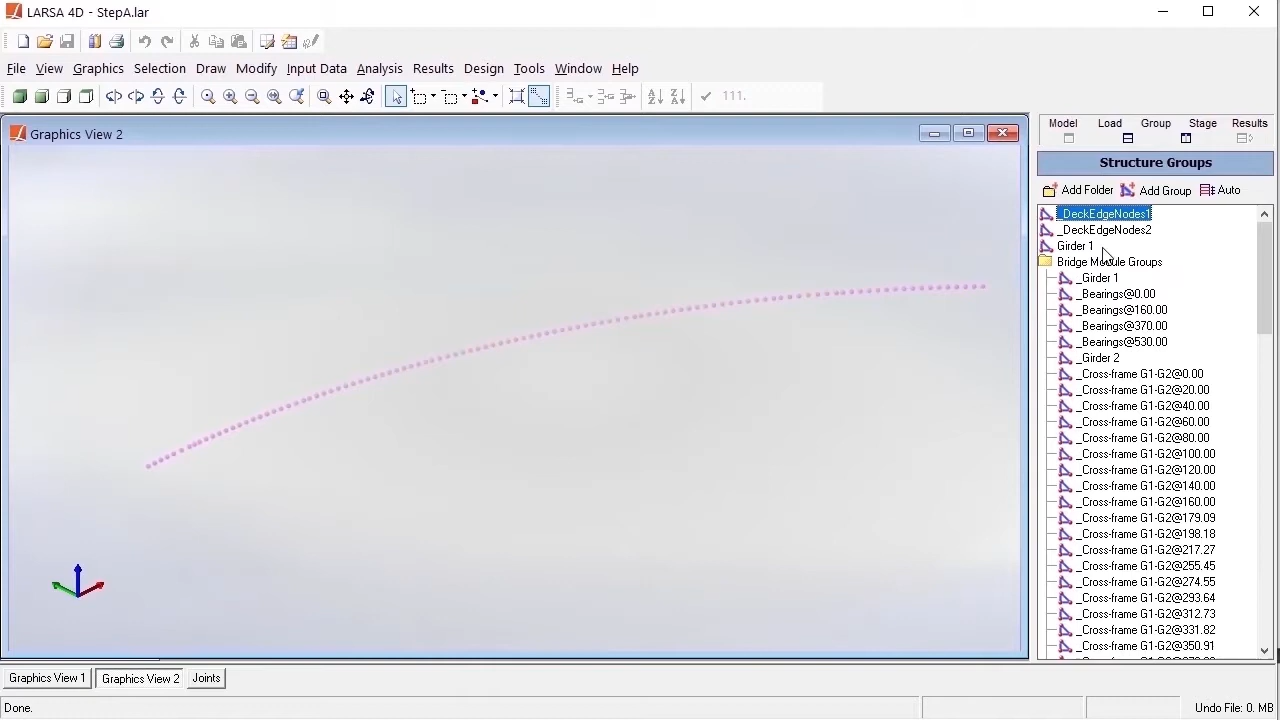 LARSA 4D - StepA.lar
File View Graphics Selection Draw Modify Input Data Analysis Results Design Tools Window Help
111.
Graphics View 2
Model Load Group Stage Results
Structure Groups
Add Folder Add Group Auto
_DeckEdgeNodes1
_DeckEdgeNodes2
Girder 1
Bridge Module Groups
_Girder 1
_Bearings@0.00
_Bearings@160.00
_Bearings@370.00
_Bearings@530.00
_Girder 2
_Cross-frame G1-G2@0.00
_Cross-frame G1-G2@20.00
_Cross-frame G1-G2@40.00
_Cross-frame G1-G2@60.00
_Cross-frame G1-G2@80.00
_Cross-frame G1-G2@100.00
_Cross-frame G1-G2@120.00
_Cross-frame G1-G2@140.00
_Cross-frame G1-G2@160.00
_Cross-frame G1-G2@179.09
_Cross-frame G1-G2@198.18
_Cross-frame G1-G2@217.27
_Cross-frame G1-G2@255.45
_Cross-frame G1-G2@274.55
_Cross-frame G1-G2@293.64
_Cross-frame G1-G2@312.73
_Cross-frame G1-G2@331.82
_Cross-frame G1-G2@350.91
Graphics View 1 Graphics View 2 Joints
Done.
Undo File: 0. MB